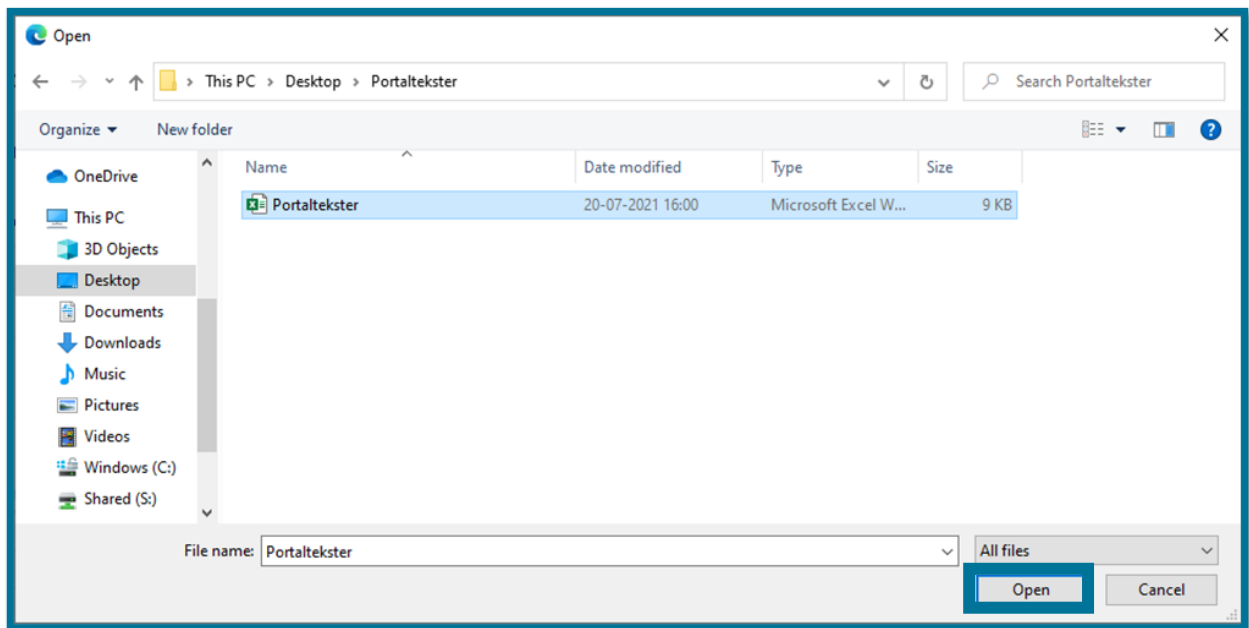 Open
This PC > Desktop > Portaltekster
Search Portaltekster
Organize
New folder
Name
Date modified
Type
Size
OneDrive
This PC
3D Objects
Desktop
Documents
Downloads
Music
Pictures
Videos
Windows (C:)
Shared (S:)
Portaltekster 20-07-2021 16:00 Microsoft Excel W... 9 KB
File name: Portaltekster
All files
Open
Cancel